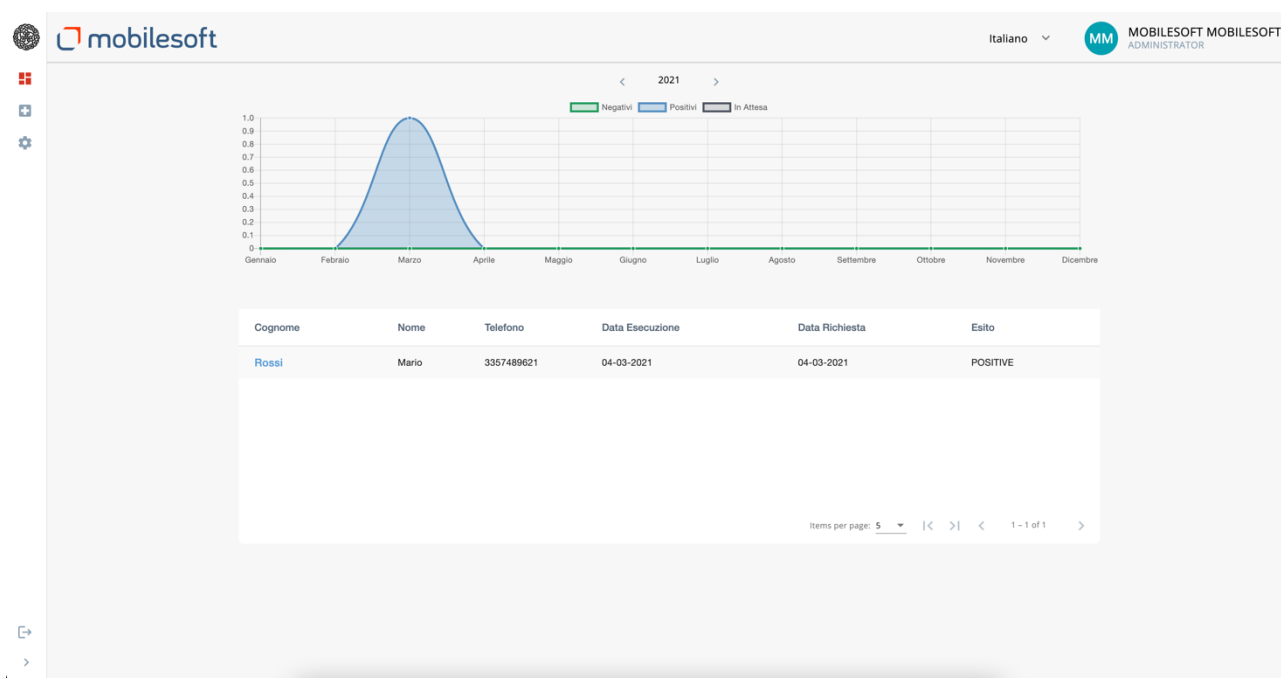 mobilesoft
Italiano
MM
MOBILESOFT MOBILESOFT
ADMINISTRATOR
2021
Negativi Positivi In Attesa
1.0
0.9
0.8
0.7
0.6
0.5
0.4
0.3
0.2
0.1
0
Gennaio Febraio Marzo Aprile Maggio Giugno Luglio Agosto Settembre Ottobre Novembre Dicembre
Cognome Nome Telefono Data Esecuzione Data Richiesta Esito
Rossi Mario 3357489621 04-03-2021 04-03-2021 POSITIVE
Items per page: 5 1 – 1 of 1